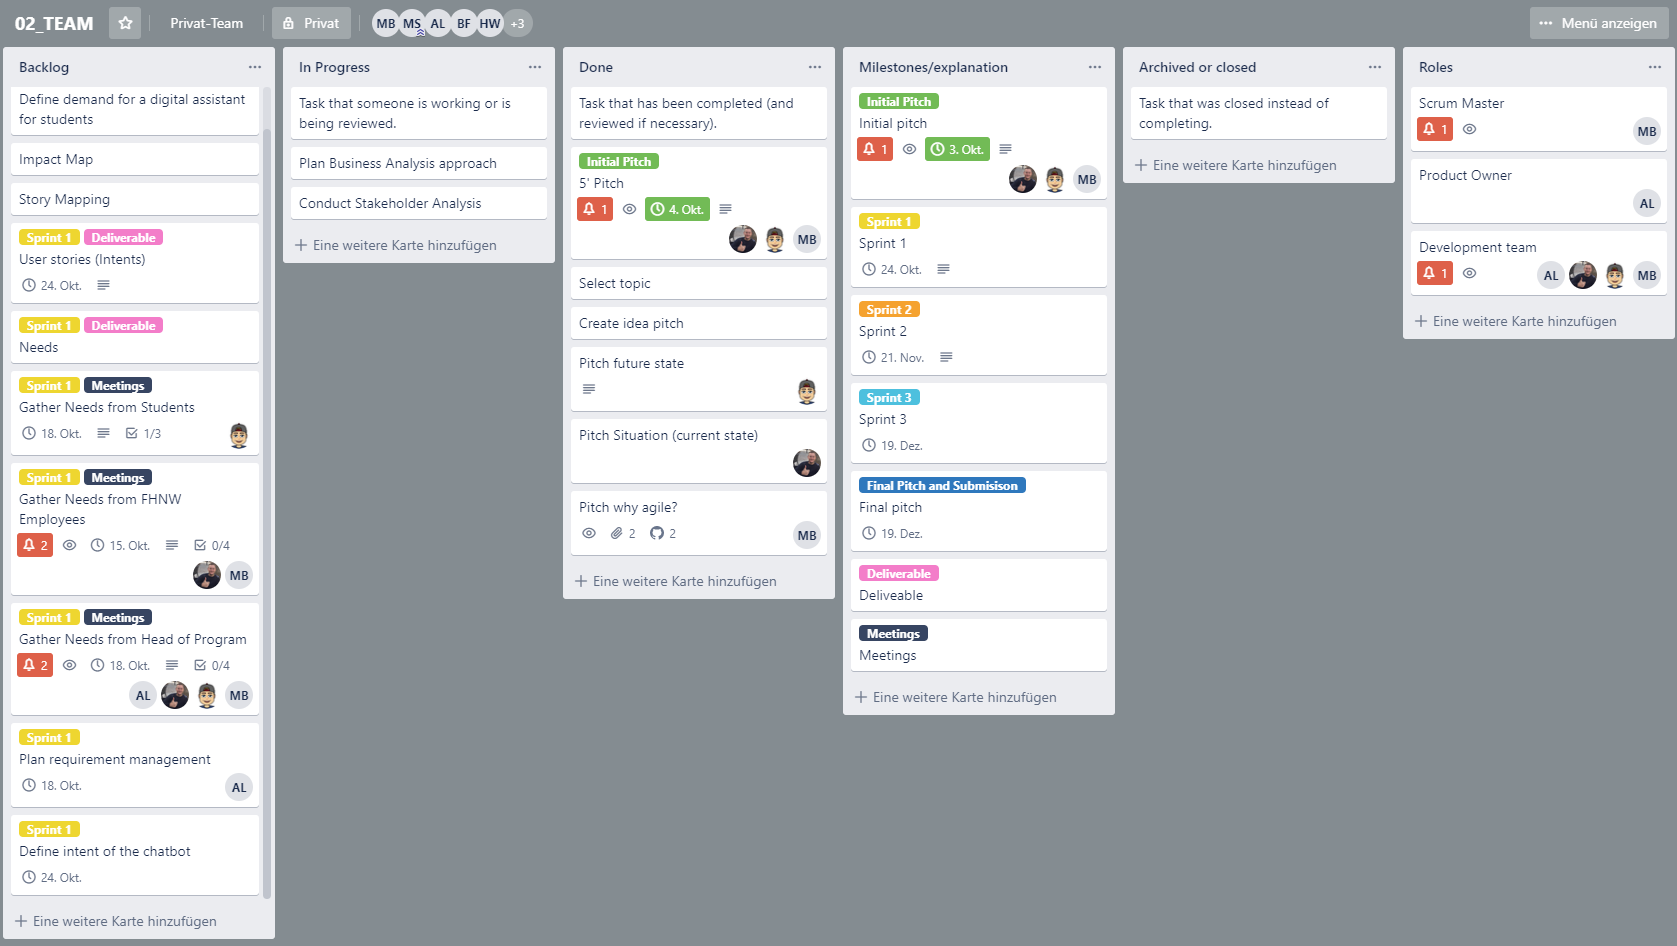 02_TEAM
Privat-Team
Privat
MB MS AL BF HW +3
Menü anzeigen
Backlog
Define demand for a digital assistant
for students
Impact Map
Story Mapping
Sprint 1 Deliverable
User stories (Intents)
24. Okt.
Sprint 1 Deliverable
Needs
Sprint 1 Meetings
Gather Needs from Students
18. Okt. 1/3
Sprint 1 Meetings
Gather Needs from FHNW
Employees
2 15. Okt. 0/4
MB
Sprint 1 Meetings
Gather Needs from Head of Program
2 18. Okt. 0/4
AL MB
Sprint 1
Plan requirement management
18. Okt.
AL
Sprint 1
Define intent of the chatbot
24. Okt.
Eine weitere Karte hinzufügen
In Progress
Task that someone is working or is
being reviewed.
Plan Business Analysis approach
Conduct Stakeholder Analysis
Eine weitere Karte hinzufügen
Done
Task that has been completed (and
reviewed if necessary).
Initial Pitch
5' Pitch
1 4. Okt.
MB
Select topic
Create idea pitch
Pitch future state
Pitch Situation (current state)
Pitch why agile?
2 2
MB
Eine weitere Karte hinzufügen
Milestones/explanation
Initial Pitch
Initial pitch
1 3. Okt.
MB
Sprint 1
Sprint 1
24. Okt.
Sprint 2
Sprint 2
21. Nov.
Sprint 3
Sprint 3
19. Dez.
Final Pitch and Submisison
Final pitch
19. Dez.
Deliverable
Deliveable
Meetings
Meetings
Eine weitere Karte hinzufügen
Archived or closed
Task that was closed instead of
completing.
Eine weitere Karte hinzufügen
Roles
Scrum Master
1
MB
Product Owner
AL
Development team
1
AL MB
Eine weitere Karte hinzufügen